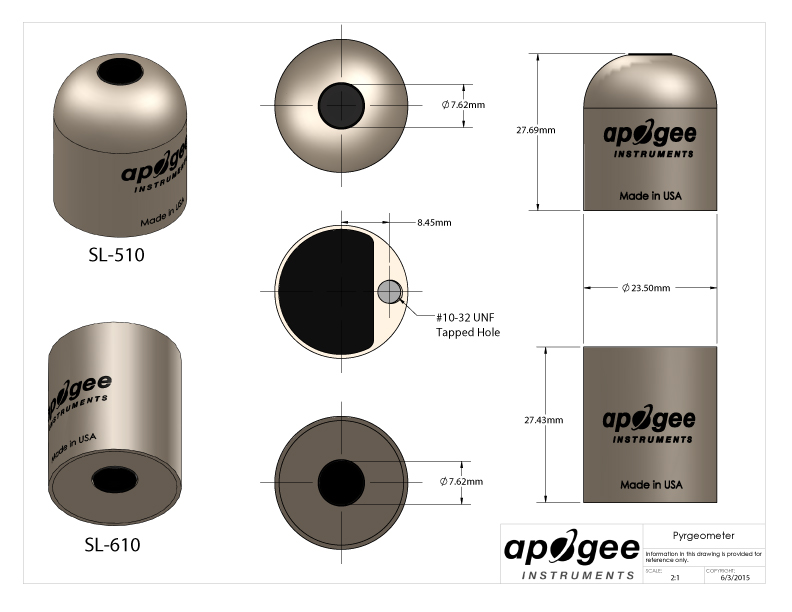 apogee
INSTRUMENTS
Made in USA
SL-510
Ø7.62mm
27.69mm
apogee
INSTRUMENTS
Made in USA
8.45mm
#10-32 UNF
Tapped Hole
Ø23.50mm
apogee
INSTRUMENTS
Made in USA
SL-610
Ø7.62mm
27.43mm
apogee
INSTRUMENTS
Made in USA
apogee
INSTRUMENTS
Pyrgeometer
Information in this drawing is provided for
reference only.
SCALE:
2:1
COPYRIGHT:
6/3/2015